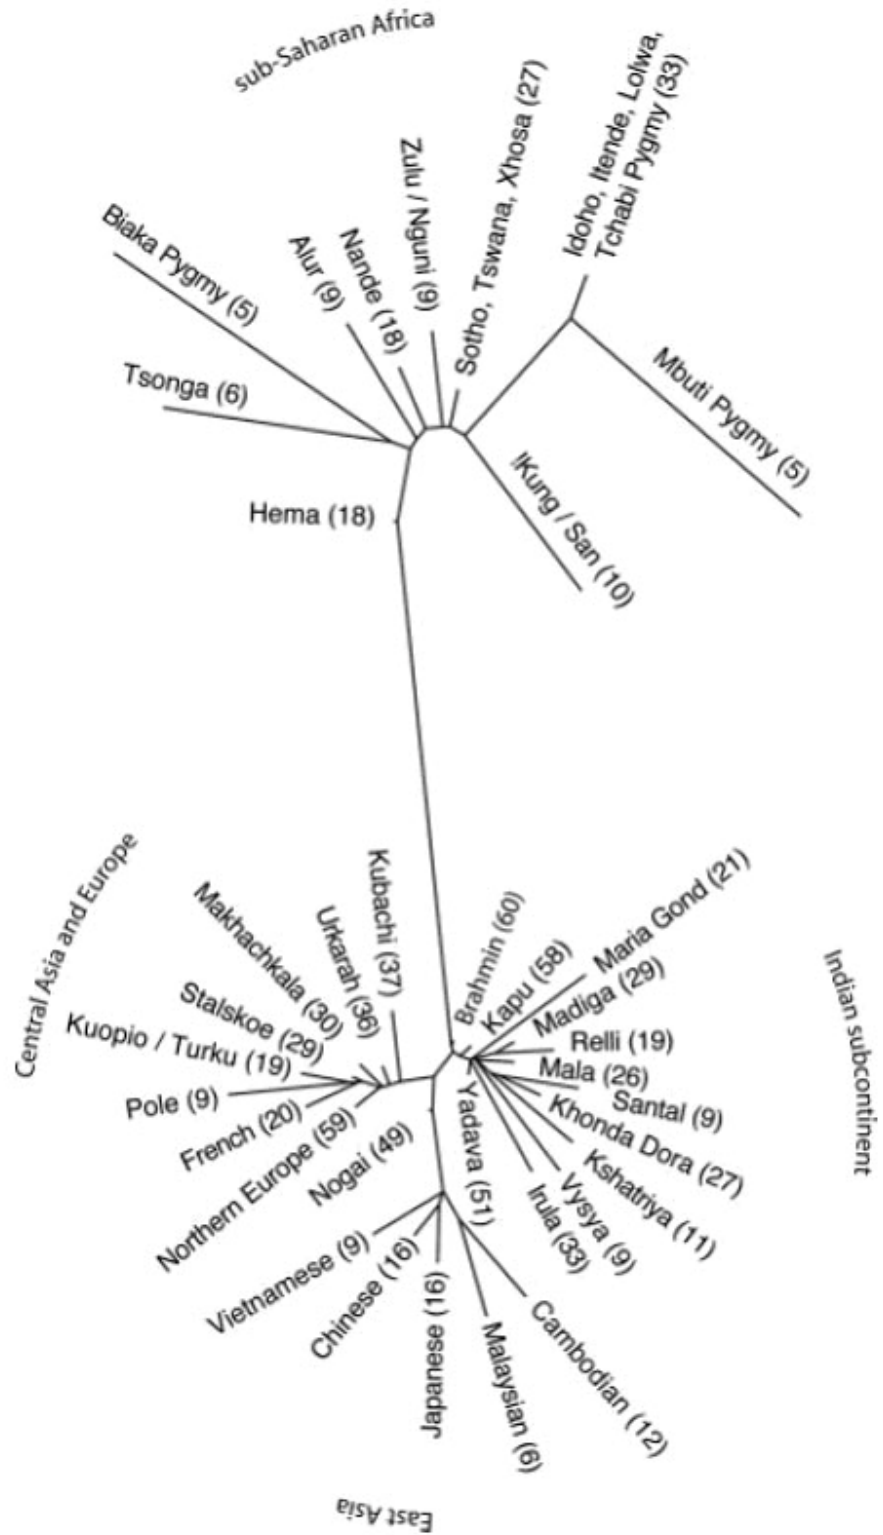 sub-Saharan Africa
Biaka Pygmy (5)
Tsonga (6)
Alur (9)
Nande (18)
Zulu / Nguni (9)
Sotho, Tswana, Xhosa (27)
Idoho, Itende, Lolwa,
Tchabi Pygmy (33)
Mbuti Pygmy (5)
!Kung / San (10)
Hema (18)
Central Asia and Europe
Kubachi (37)
Urkarah (36)
Makhachkala (30)
Stalskoe (29)
Kuopio / Turku (19)
Pole (9)
French (20)
Northern Europe (59)
Nogai (49)
Indian subcontinent
Brahmin (60)
Kapu (58)
Maria Gond (21)
Madiga (29)
Relli (19)
Mala (26)
Santal (9)
Khonda Dora (27)
Kshatriya (11)
Vysya (9)
Irula (33)
Yadava (51)
Vietnamese (9)
Chinese (16)
Japanese (16)
Malaysian (6)
Cambodian (12)
East Asia